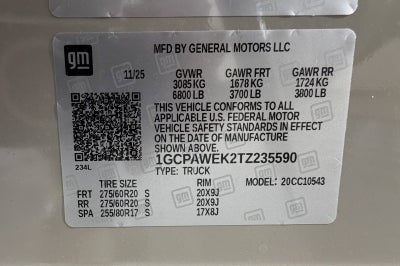 gm
MFD BY GENERAL MOTORS LLC
11/25 GVWR GAWR FRT GAWR RR
3085 KG 1678 KG 1724 KG
6800 LB 3700 LB 3800 LB
THIS VEHICLE CONFORMS TO ALL
APPLICABLE U.S. FEDERAL MOTOR
VEHICLE SAFETY STANDARDS IN EFFECT
ON THE DATE OF MANUFACTURE
SHOWN ABOVE.
1GCPAWEK2TZ235590
234L TYPE: TRUCK
TIRE SIZE RIM MODEL: 20CC10543
FRT 275/60R20 S 20X9J
RR 275/60R20 S 20X9J
SPA 255/80R17 S 17X8J